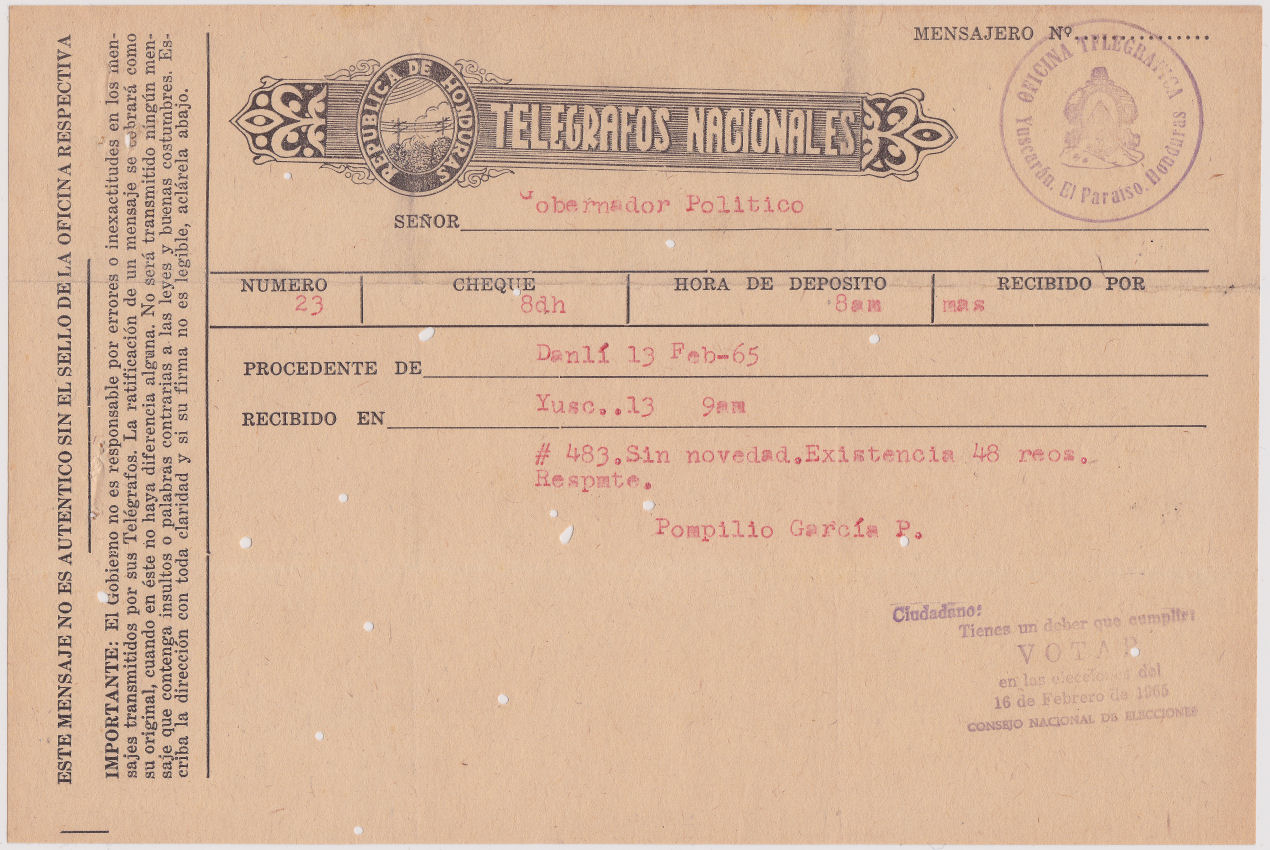 MENSAJERO Nº
REPUBLICA DE HONDURAS
TELEGRAFOS NACIONALES
OFICINA TELEGRAFICA
Yuscarán, El Paraiso, Honduras
SEÑOR Gobernador Politico
NUMERO CHEQUE HORA DE DEPOSITO RECIBIDO POR
23 8dh 8am mas
PROCEDENTE DE Danlí 13 Feb-65
RECIBIDO EN Yusc..13 9am
# 483.Sin novedad.Existencia 48 reos.
Respmte.
Pompilio García P.
Ciudadano:
Tienes un deber que cumplir:
VOTAR
en las elecciones del
16 de Febrero de 1965
CONSEJO NACIONAL DE ELECCIONES
ESTE MENSAJE NO ES AUTENTICO SIN EL SELLO DE LA OFICINA RESPECTIVA
IMPORTANTE: El Gobierno no es responsable por errores o inexactitudes en los men-
sajes transmitidos por sus Telégrafos. La ratificación de un mensaje se cobrará como
su original, cuando en éste no haya diferencia alguna. No será transmitido ningún men-
saje que contenga insultos o palabras contrarias a las leyes y buenas costumbres. Es-
criba la dirección con toda claridad y si su firma no es legible, aclárela abajo.